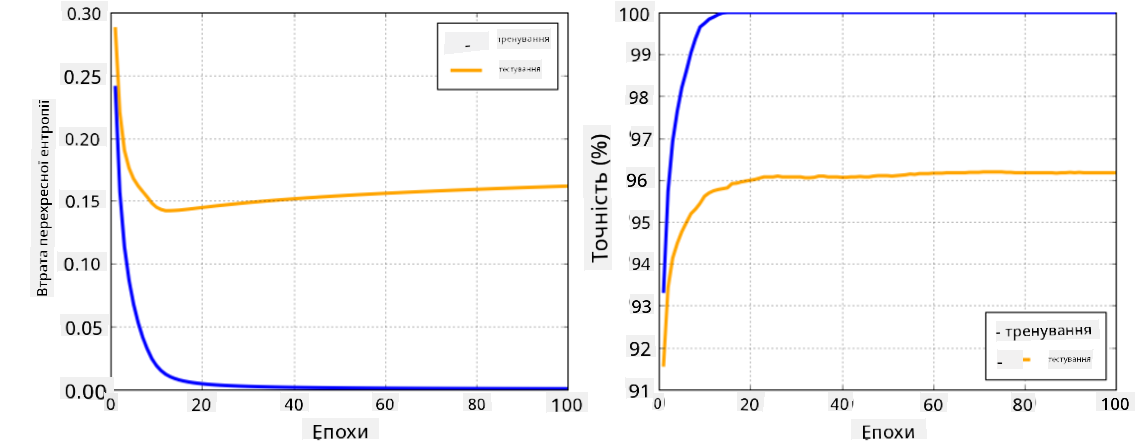 0.30
0.25
0.20
0.15
0.10
0.05
0.00
Втрата перехресної ентропії
- тренування
тестування
0 20 40 60 80 100
Епохи
100
99
98
97
96
95
94
93
92
91
Точність (%)
- тренування
- тестування
0 20 40 60 80 100
Епохи